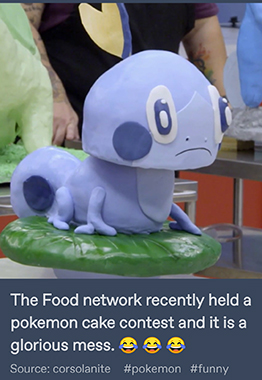 The Food network recently held a
pokemon cake contest and it is a
glorious mess. 😂😂😂
Source: corsolanite #pokemon #funny